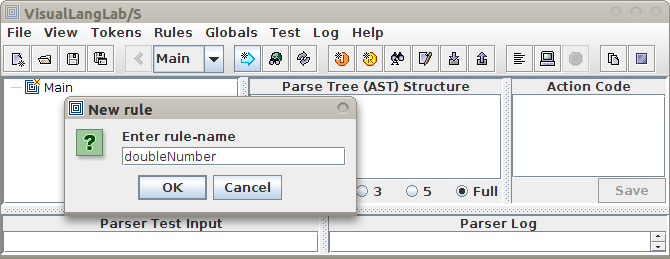 VisualLangLab/S
File View Tokens Rules Globals Test Log Help
Main
Main
Parse Tree (AST) Structure
Action Code
New rule
?
Enter rule-name
doubleNumber
OK Cancel
3 5 Full
Save
Parser Test Input
Parser Log